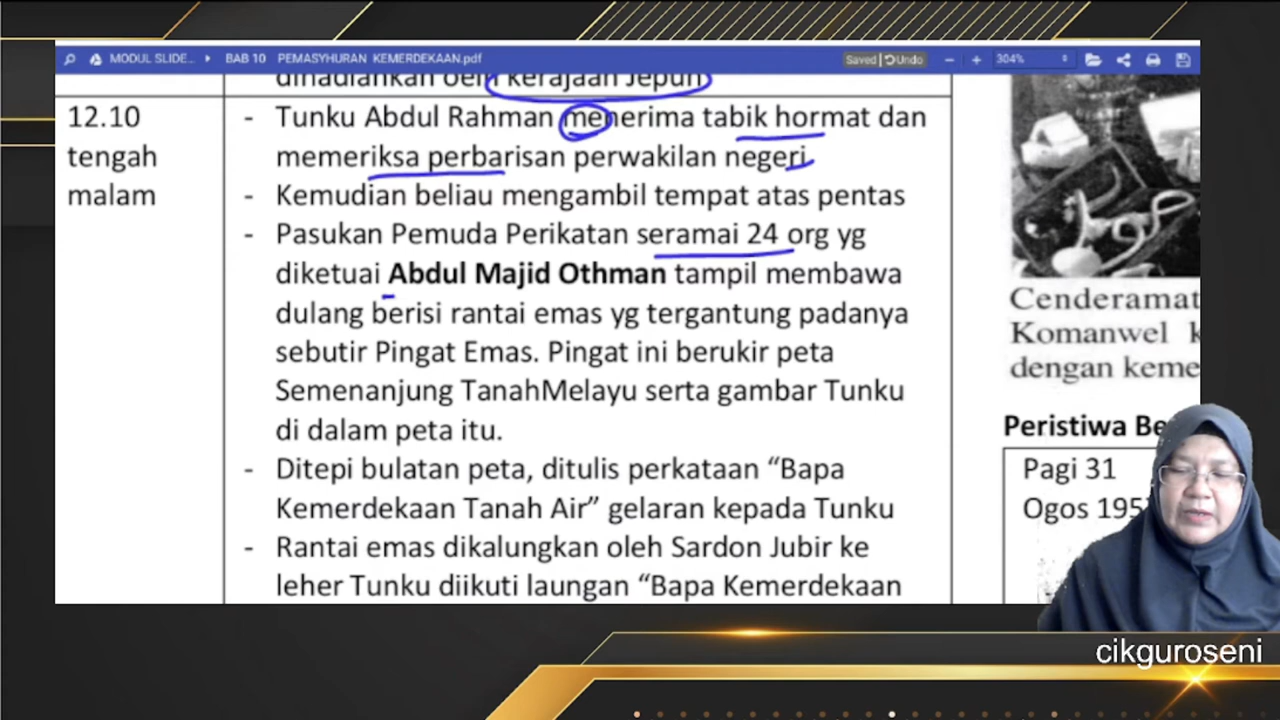 MODUL SLIDE... BAB 10 PEMASYHURAN KEMERDEKAAN.pdf Saved Undo 304%
dihadiahkan oleh kerajaan Jepun
12.10 tengah malam
- Tunku Abdul Rahman menerima tabik hormat dan
memeriksa perbarisan perwakilan negeri
- Kemudian beliau mengambil tempat atas pentas
- Pasukan Pemuda Perikatan seramai 24 org yg
diketuai Abdul Majid Othman tampil membawa
dulang berisi rantai emas yg tergantung padanya
sebutir Pingat Emas. Pingat ini berukir peta
Semenanjung TanahMelayu serta gambar Tunku
di dalam peta itu.
- Ditepi bulatan peta, ditulis perkataan “Bapa
Kemerdekaan Tanah Air” gelaran kepada Tunku
- Rantai emas dikalungkan oleh Sardon Jubir ke
leher Tunku diikuti laungan “Bapa Kemerdekaan
Cenderamat
Komanwel k
dengan keme
Peristiwa Be
Pagi 31
Ogos 195
cikguroseni